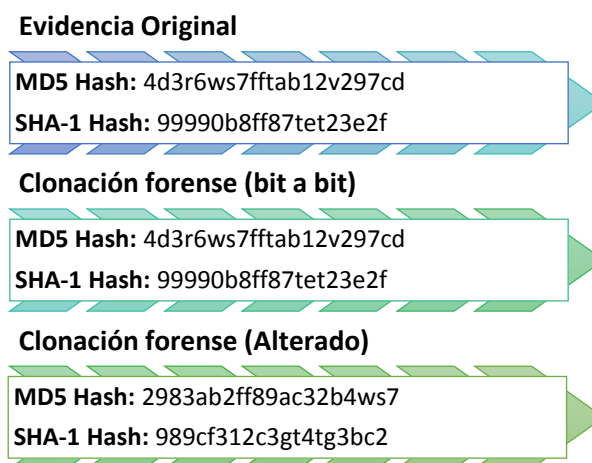 Evidencia Original
MD5 Hash: 4d3r6ws7fftab12v297cd
SHA-1 Hash: 99990b8ff87tet23e2f
Clonación forense (bit a bit)
MD5 Hash: 4d3r6ws7fftab12v297cd
SHA-1 Hash: 99990b8ff87tet23e2f
Clonación forense (Alterado)
MD5 Hash: 2983ab2ff89ac32b4ws7
SHA-1 Hash: 989cf312c3gt4tg3bc2